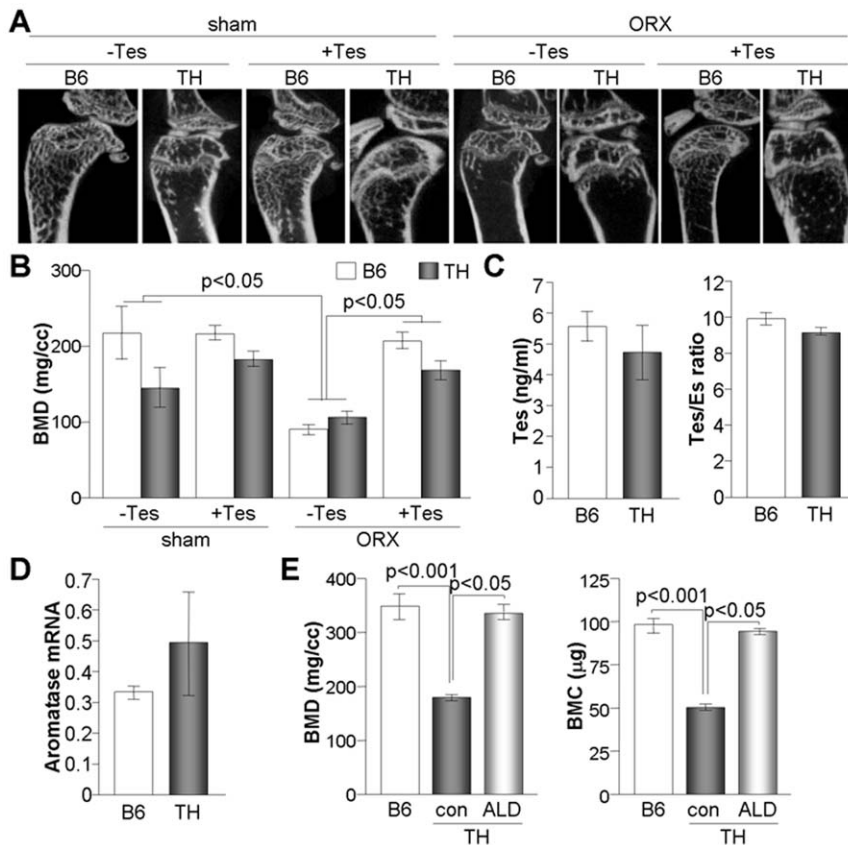 A
sham ORX
-Tes +Tes -Tes +Tes
B6 TH B6 TH B6 TH B6 TH
B
BMD (mg/cc)
300
200
100
0
B6 TH
p<0.05
p<0.05
-Tes +Tes -Tes +Tes
sham ORX
C
Tes (ng/ml)
7
6
5
4
3
2
1
0
B6 TH
Tes/Es ratio
12
10
8
6
4
2
0
B6 TH
D
Aromatase mRNA
0.7
0.6
0.5
0.4
0.3
0.2
0.1
0
B6 TH
E
BMD (mg/cc)
400
300
200
100
0
p<0.001
p<0.05
B6 con ALD
TH
BMC (µg)
125
100
75
50
25
0
p<0.001
p<0.05
B6 con ALD
TH